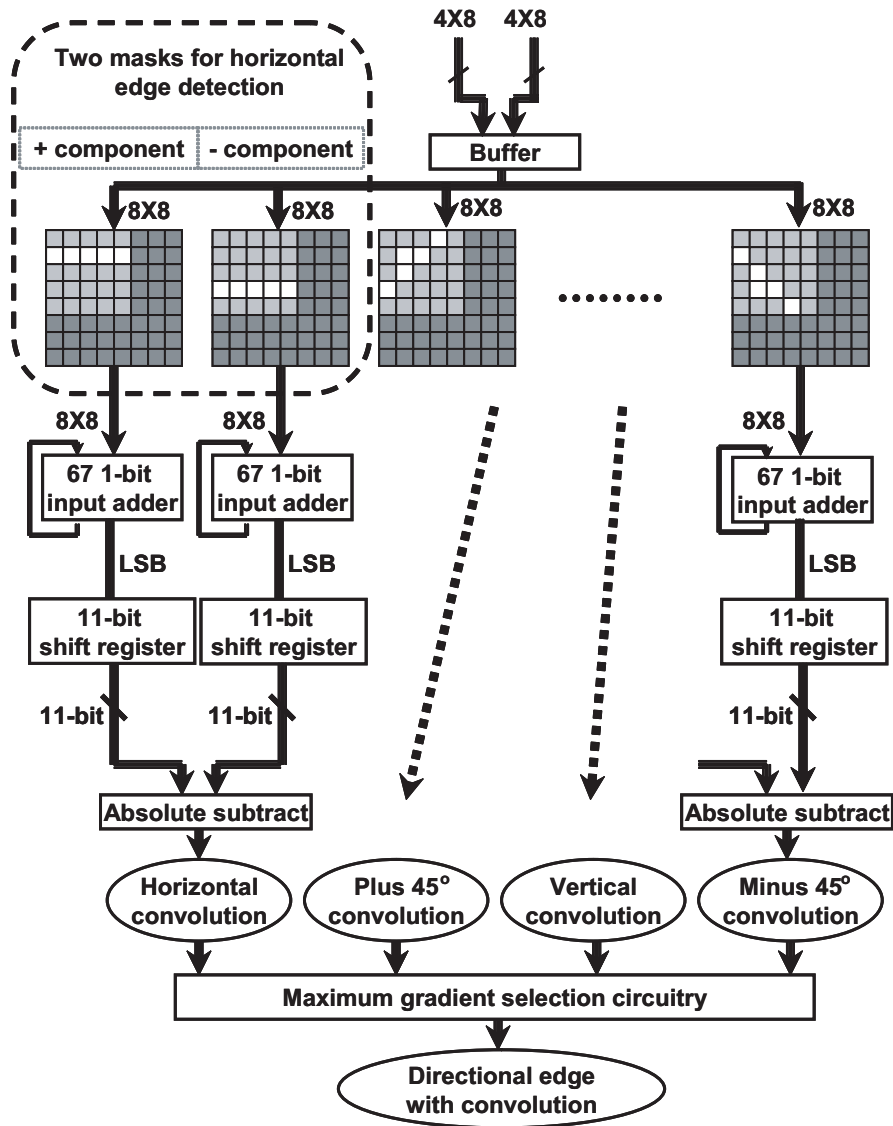 4X8 4X8
Two masks for horizontal
edge detection
+ component - component
Buffer
8X8 8X8 8X8 8X8
8X8 8X8 8X8
67 1-bit
input adder
67 1-bit
input adder
67 1-bit
input adder
LSB LSB LSB
11-bit
shift register
11-bit
shift register
11-bit
shift register
11-bit 11-bit 11-bit
Absolute subtract Absolute subtract
Horizontal
convolution
Plus 45°
convolution
Vertical
convolution
Minus 45°
convolution
Maximum gradient selection circuitry
Directional edge
with convolution